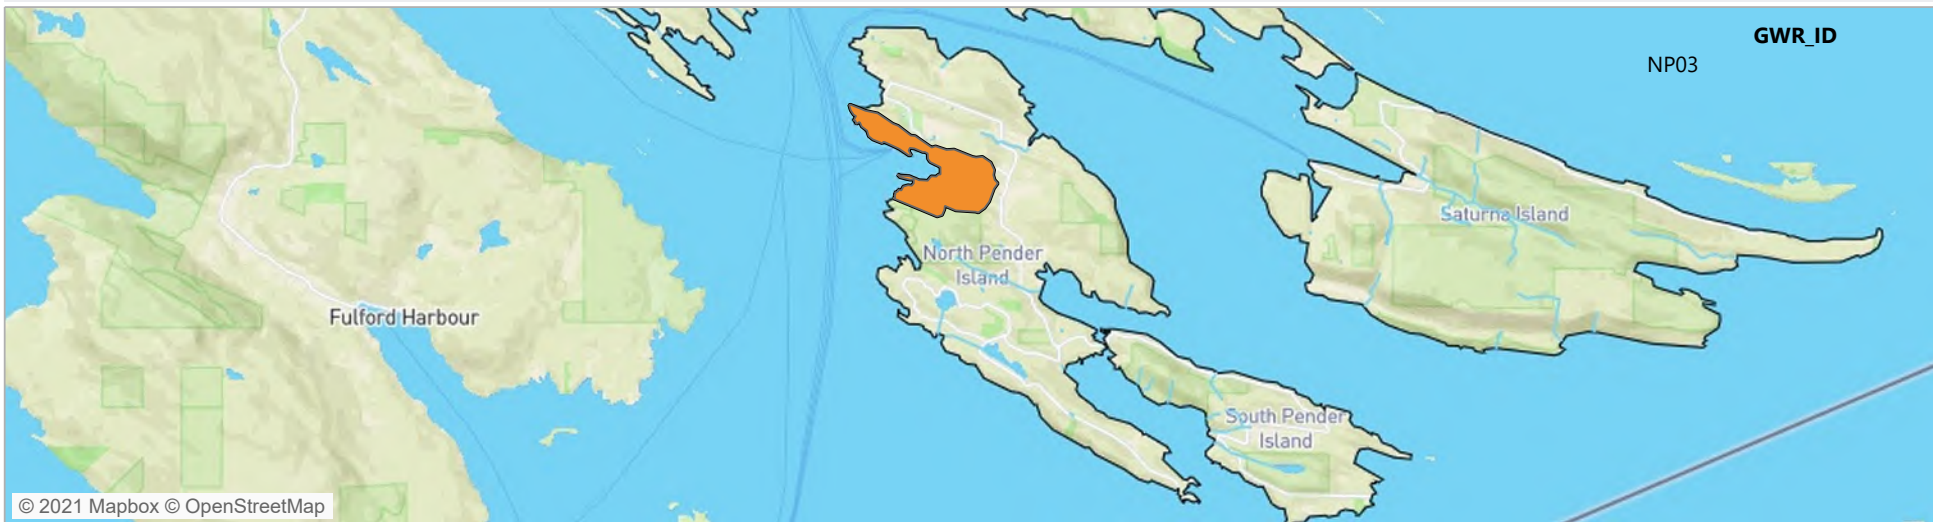 GWR_ID
NP03
Saturna Island
North Pender
Island
Fulford Harbour
South Pender
Island
© 2021 Mapbox © OpenStreetMap